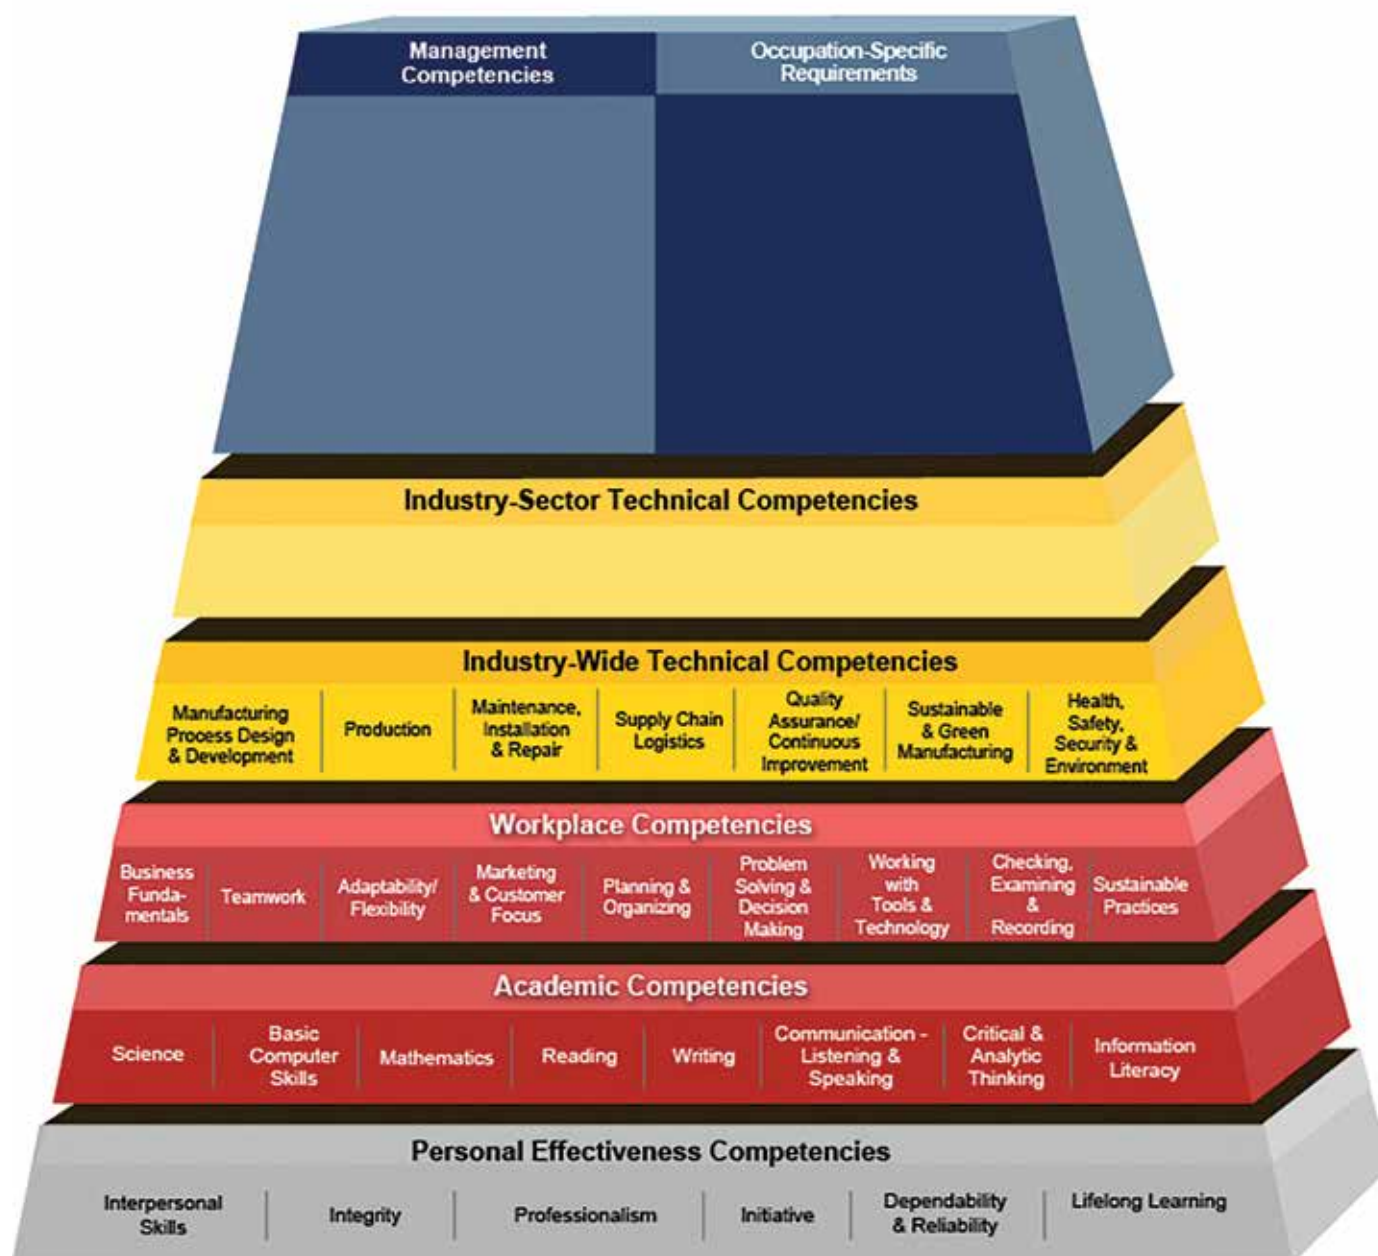 Management
Competencies
Occupation-Specific
Requirements
Industry-Sector Technical Competencies
Industry-Wide Technical Competencies
Manufacturing
Process Design
& Development
Production
Maintenance,
Installation
& Repair
Supply Chain
Logistics
Quality
Assurance/
Continuous
Improvement
Sustainable
& Green
Manufacturing
Health,
Safety,
Security &
Environment
Workplace Competencies
Business
Funda-
mentals
Teamwork
Adaptability/
Flexibility
Marketing
& Customer
Focus
Planning &
Organizing
Problem
Solving &
Decision
Making
Working
with
Tools &
Technology
Checking,
Examining
&
Recording
Sustainable
Practices
Academic Competencies
Science
Basic
Computer
Skills
Mathematics
Reading
Writing
Communication -
Listening &
Speaking
Critical &
Analytic
Thinking
Information
Literacy
Personal Effectiveness Competencies
Interpersonal
Skills
Integrity
Professionalism
Initiative
Dependability
& Reliability
Lifelong Learning